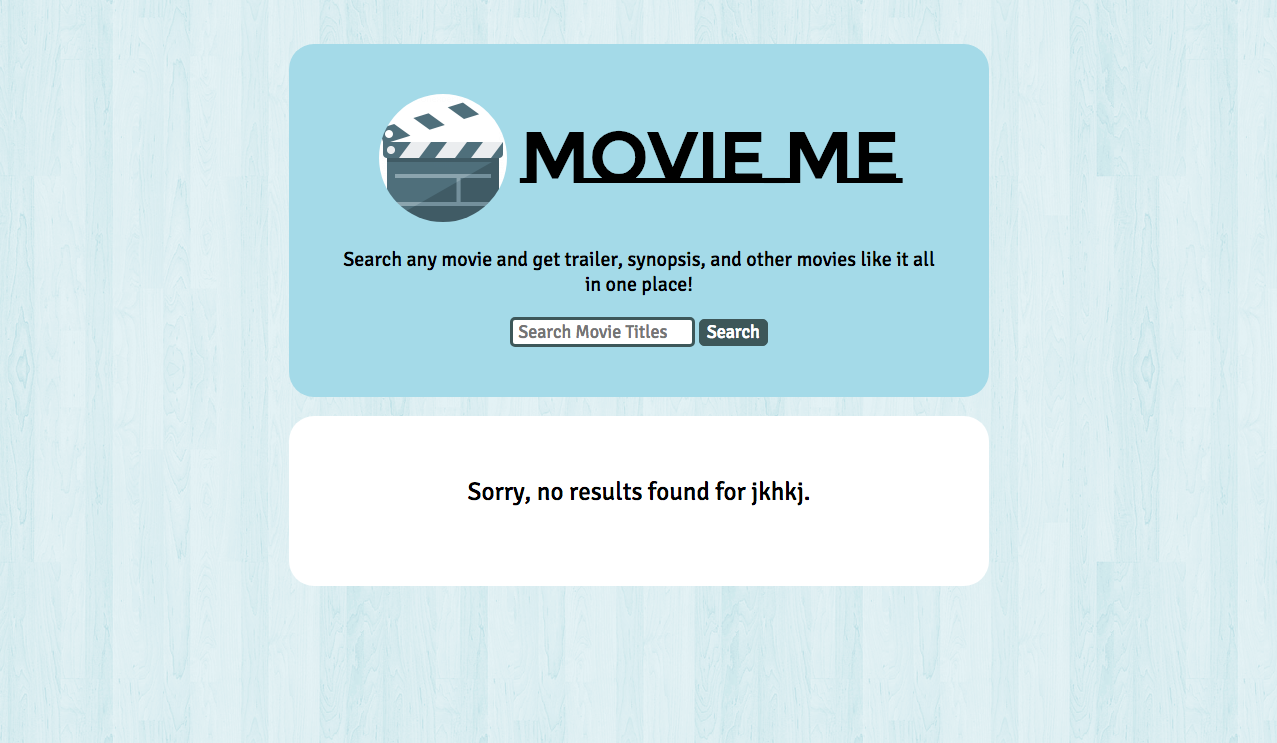 MOVIE ME
Search any movie and get trailer, synopsis, and other movies like it all
in one place!
Search Movie Titles Search
Sorry, no results found for jkhkj.